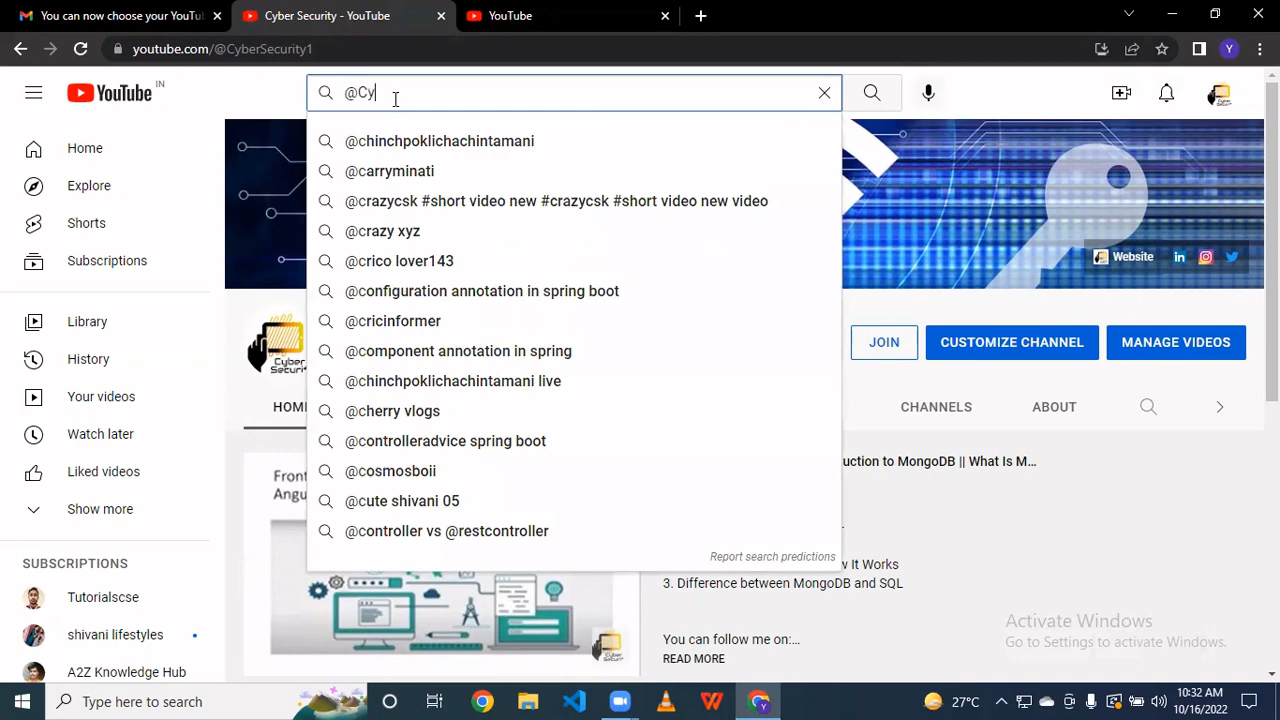 You can now choose your YouTu
Cyber Security - YouTube
YouTube
youtube.com/@CyberSecurity1
YouTube IN
@Cy
Home
Explore
Shorts
Subscriptions
Library
History
Your videos
Watch later
Liked videos
Show more
SUBSCRIPTIONS
Tutorialscse
shivani lifestyles
A2Z Knowledge Hub
@chinchpoklichachintamani
@carryminati
@crazycsk #short video new #crazycsk #short video new video
@crazy xyz
@crico lover143
@configuration annotation in spring boot
@cricinformer
@component annotation in spring
@chinchpoklichachintamani live
@cherry vlogs
@controlleradvice spring boot
@cosmosboii
@cute shivani 05
@controller vs @restcontroller
Report search predictions
Website
Cyber
JOIN
CUSTOMIZE CHANNEL
MANAGE VIDEOS
HOM
CHANNELS
ABOUT
Front
Angu
uction to MongoDB || What Is M...
w It Works
3. Difference between MongoDB and SQL
You can follow me on:...
READ MORE
Activate Windows
Go to Settings to activate Windows.
Type here to search
27°C
10:32 AM
10/16/2022